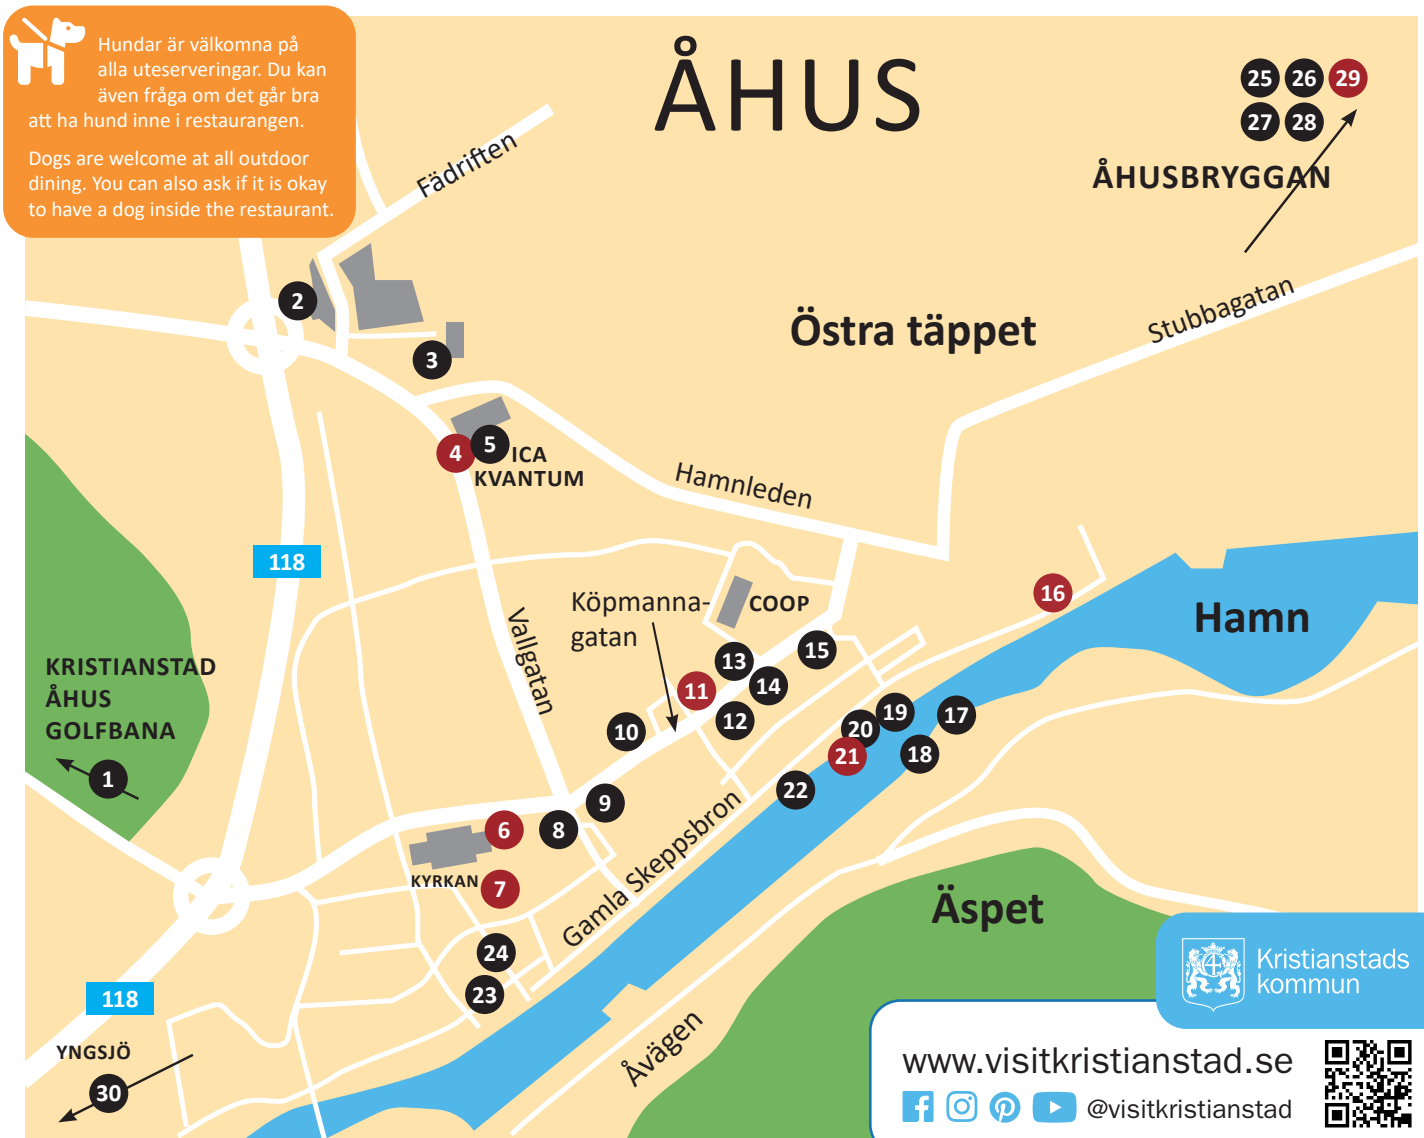 Hundar är välkomna på
alla uteserveringar. Du kan
även fråga om det går bra
att ha hund inne i restaurangen.
Dogs are welcome at all outdoor
dining. You can also ask if it is okay
to have a dog inside the restaurant.
ÅHUS
25 26 29
27 28
ÅHUSBRYGGAN
Fädriften
2
3
Östra täppet
Stubbagatan
4
5
ICA
KVANTUM
Hamnleden
118
Köpmanna-
gatan
COOP
16
Hamn
Vallgatan
KRISTIANSTAD
ÅHUS
GOLFBANA
1
13
15
11
14
12
10
19
17
20
21
18
22
9
6
8
KYRKAN
7
Gamla Skeppsbron
Äspet
24
23
118
YNGSJÖ
30
Åvägen
Kristianstads
kommun
www.visitkristianstad.se
@visitkristianstad